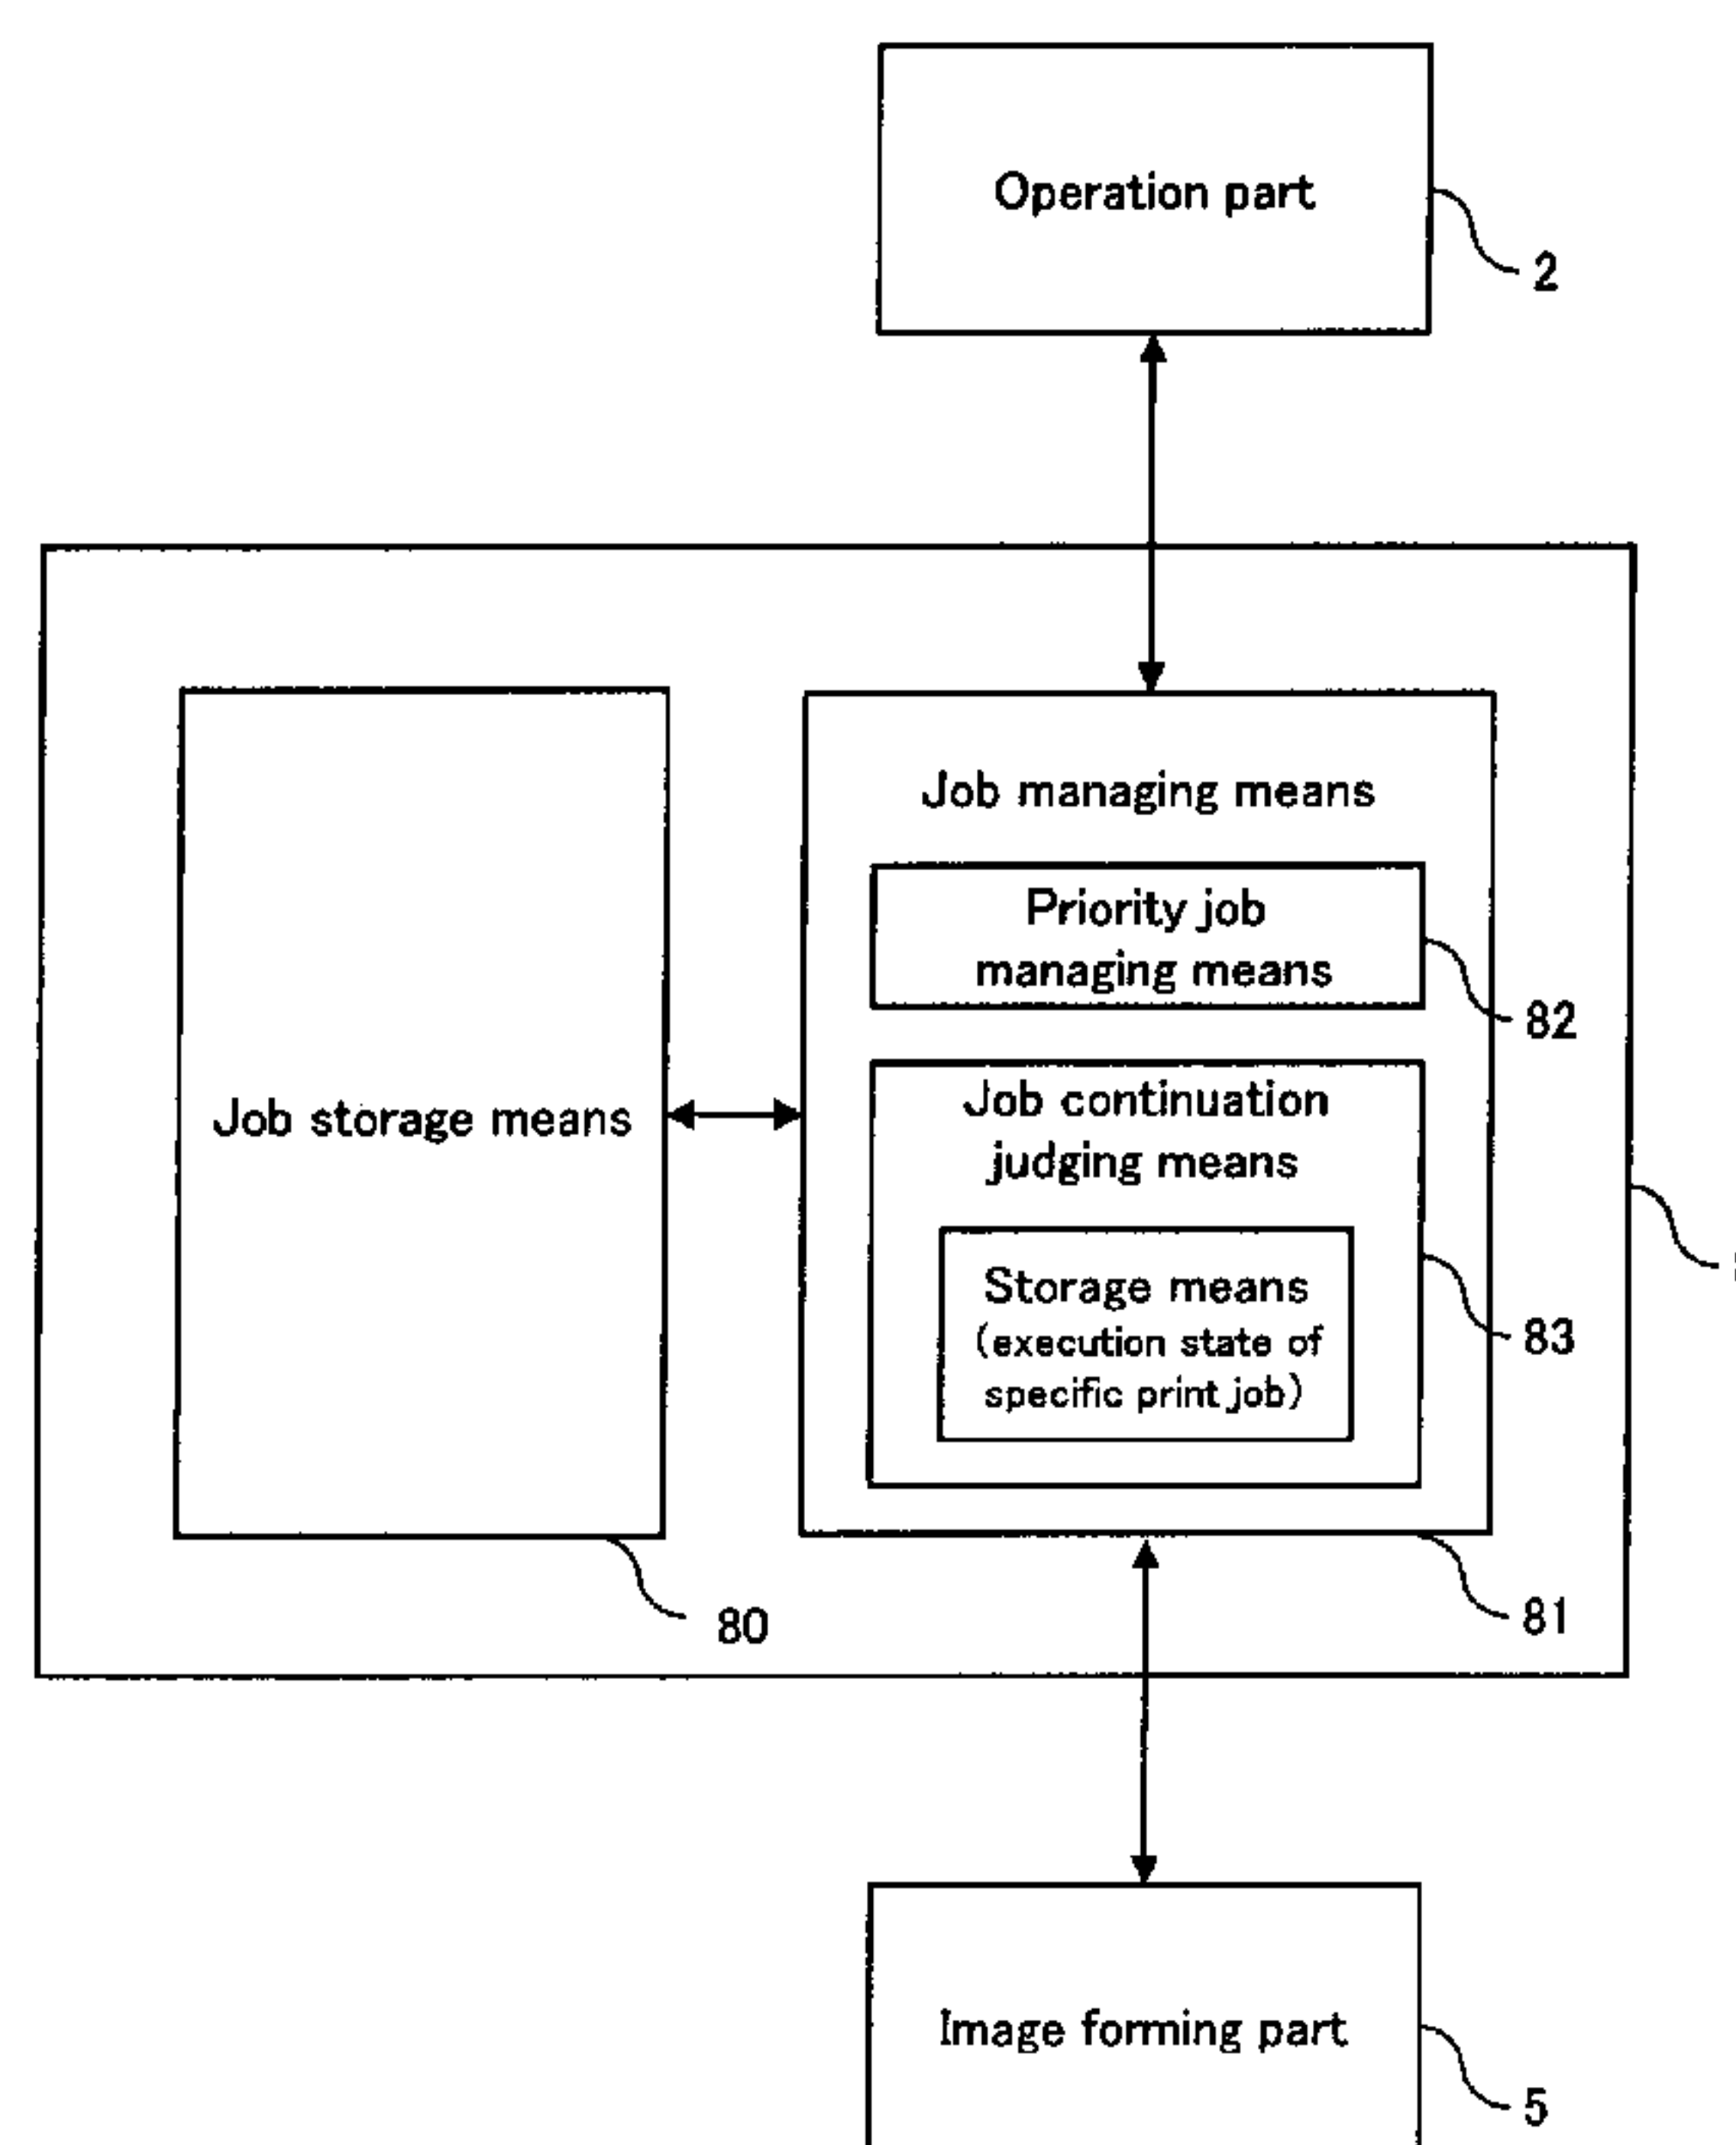 Operation part
2
Job managing means
Priority job
managing means
82
Job storage means
Job continuation
judging means
Storage means
(execution state of
specific print job)
83
80
81
Image forming part
5